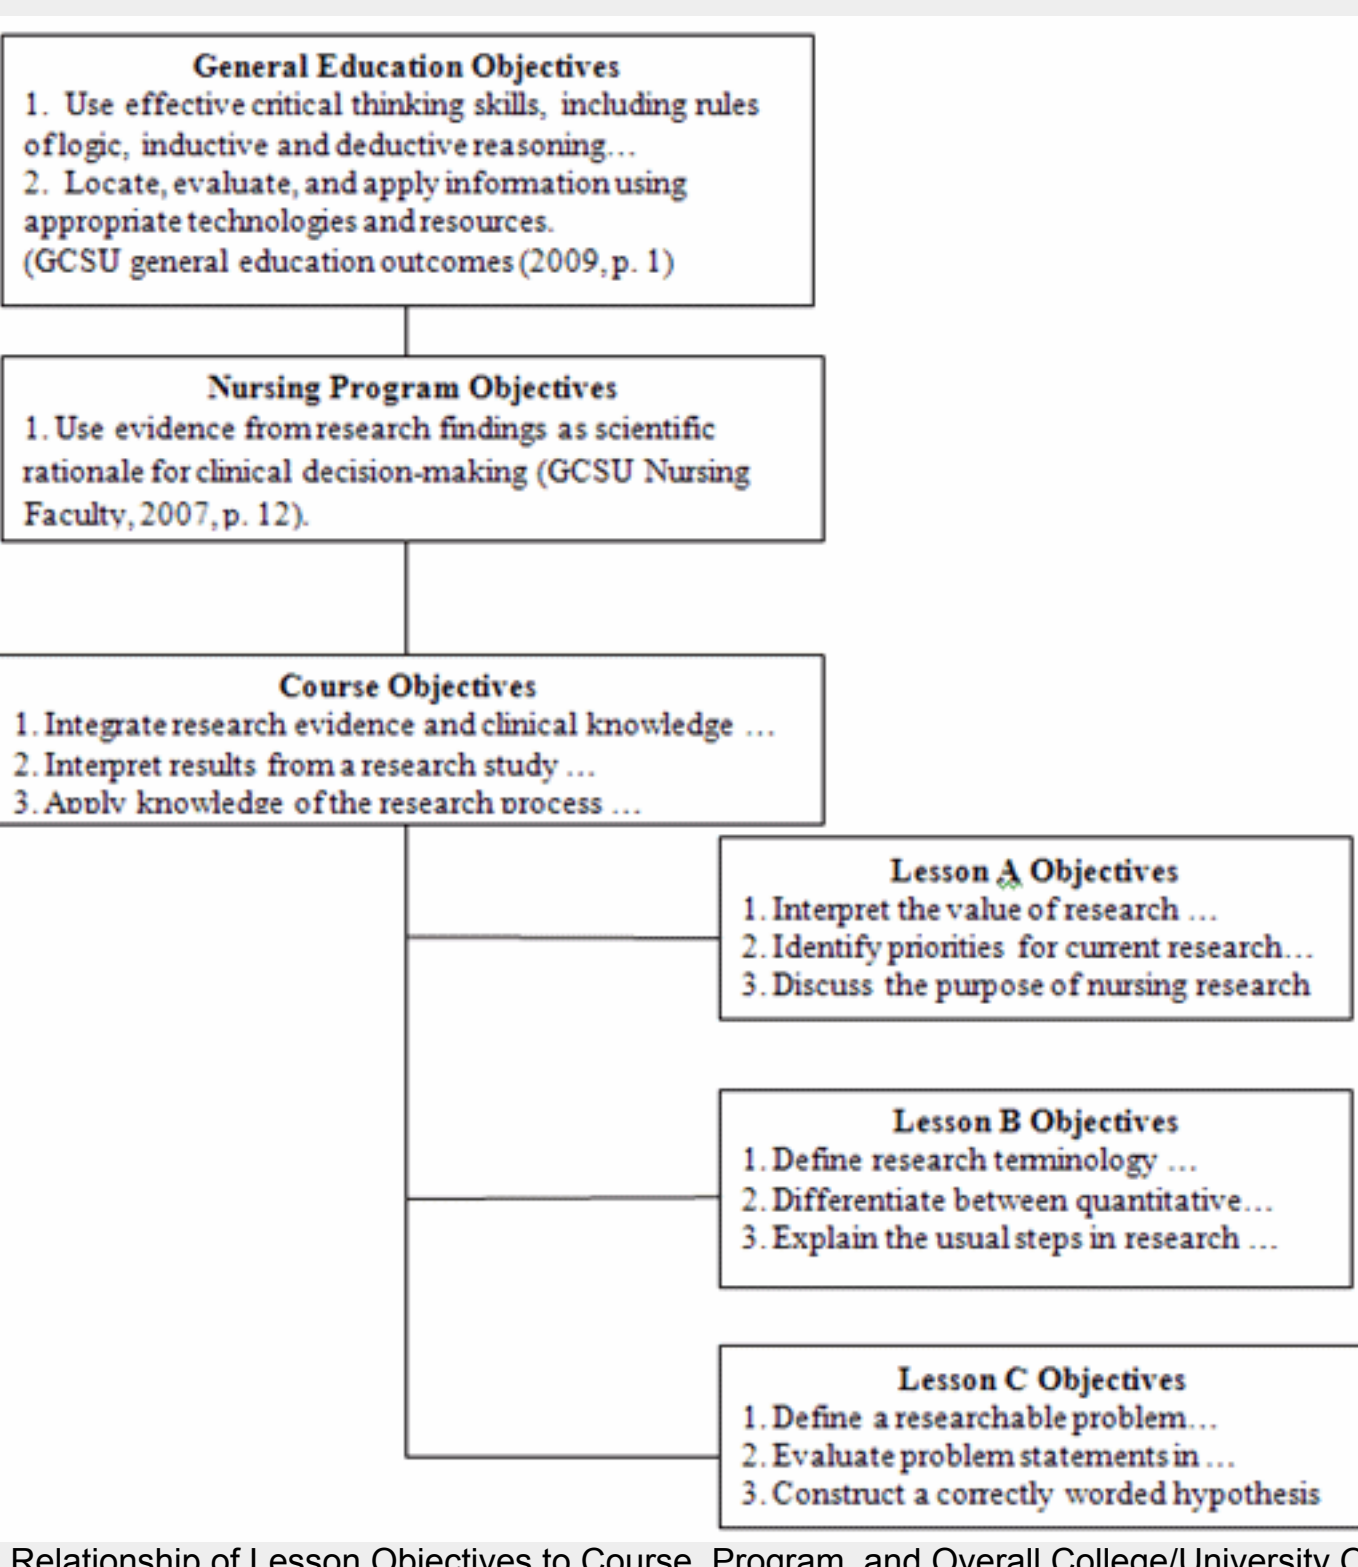 General Education Objectives
1. Use effective critical thinking skills, including rules
of logic, inductive and deductive reasoning…
2. Locate, evaluate, and apply information using
appropriate technologies and resources.
(GCSU general education outcomes (2009, p. 1)
Nursing Program Objectives
1. Use evidence from research findings as scientific
rationale for clinical decision-making (GCSU Nursing
Faculty, 2007, p. 12).
Course Objectives
1. Integrate research evidence and clinical knowledge …
2. Interpret results from a research study …
3. Apply knowledge of the research process …
Lesson A Objectives
1. Interpret the value of research …
2. Identify priorities for current research…
3. Discuss the purpose of nursing research
Lesson B Objectives
1. Define research terminology …
2. Differentiate between quantitative…
3. Explain the usual steps in research …
Lesson C Objectives
1. Define a researchable problem…
2. Evaluate problem statements in …
3. Construct a correctly worded hypothesis
Relationship of Lesson Objectives to Course, Program, and Overall College/University